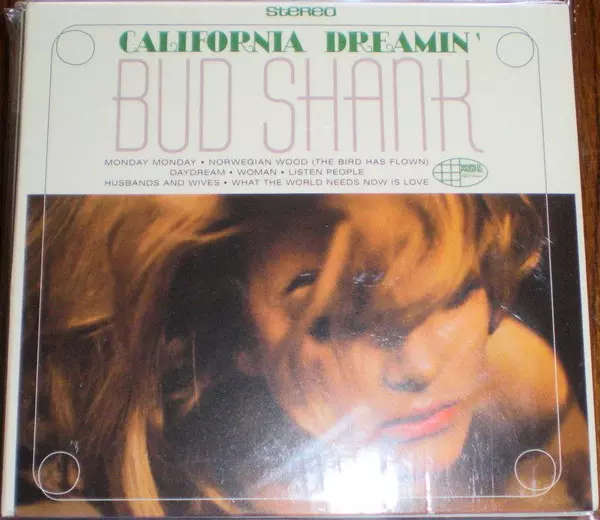 STEREO
CALIFORNIA DREAMIN'
BUD SHANK
MONDAY MONDAY • NORWEGIAN WOOD (THE BIRD HAS FLOWN)
DAYDREAM • WOMAN • LISTEN PEOPLE
HUSBANDS AND WIVES • WHAT THE WORLD NEEDS NOW IS LOVE